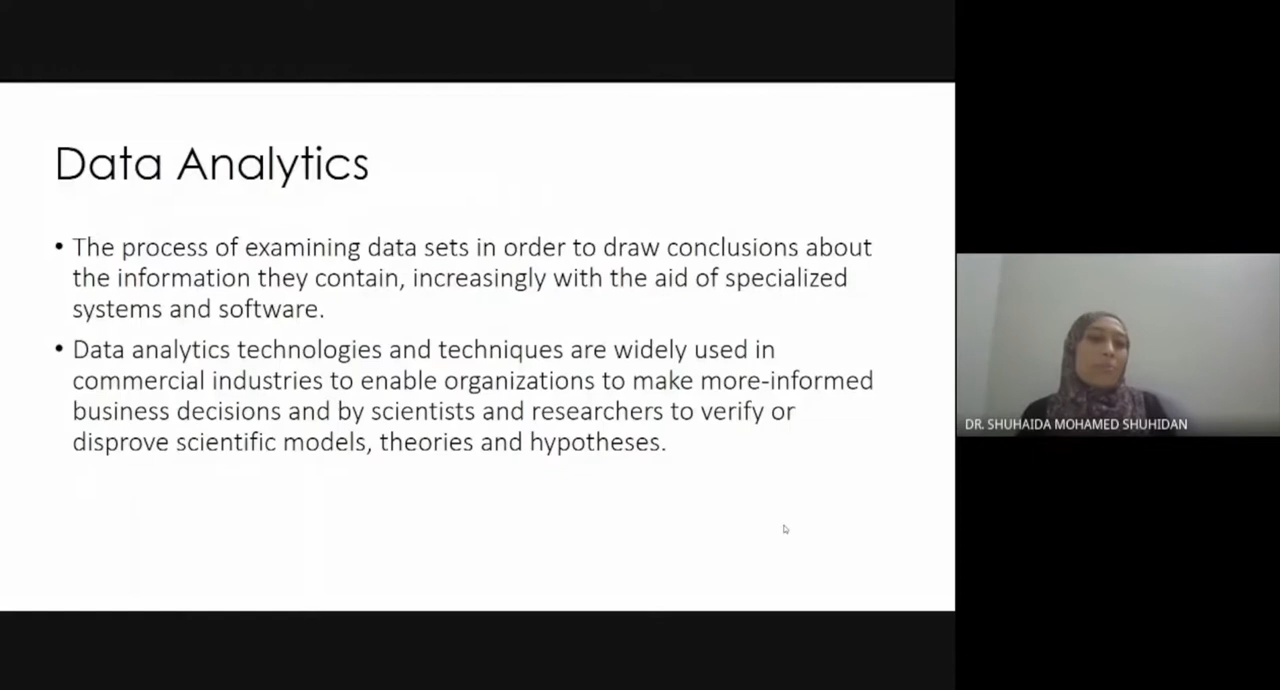 Data Analytics
• The process of examining data sets in order to draw conclusions about
the information they contain, increasingly with the aid of specialized
systems and software.
• Data analytics technologies and techniques are widely used in
commercial industries to enable organizations to make more-informed
business decisions and by scientists and researchers to verify or
disprove scientific models, theories and hypotheses.
DR. SHUHAIDA MOHAMED SHUHIDAN